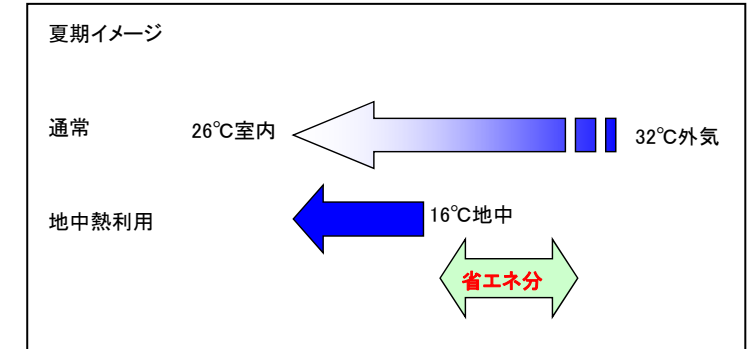 夏期イメージ
通常
26℃室内
32℃外気
地中熱利用
16℃地中
省エネ分